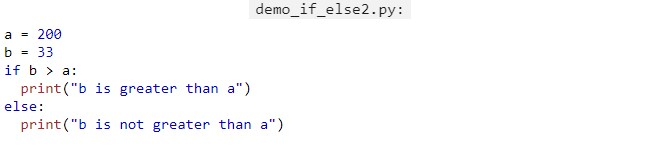 demo_if_else2.py:
a = 200
b = 33
if b > a:
  print("b is greater than a")
else:
  print("b is not greater than a")